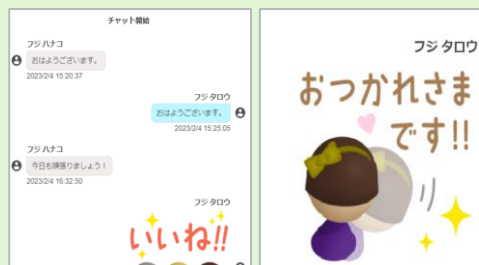 チャット開始
フジ ハナコ
おはようございます。
2023/2/4 15:20:37
フジ タロウ
おはようございます。
2023/2/4 15:25:05
フジ ハナコ
今日も頑張りましょう！
2023/2/4 16:32:50
フジ タロウ
いいね!!
フジ タロウ
おつかれさま
です!!